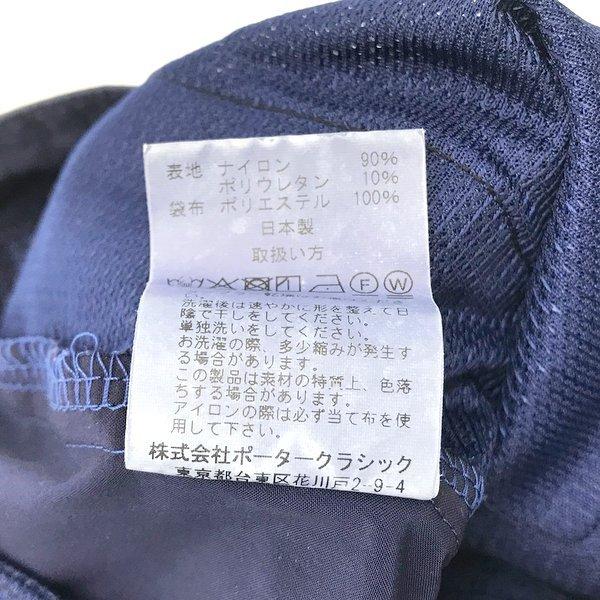 表地 ナイロン 90%
ポリウレタン 10%
袋布 ポリエステル 100%
日本製
取扱い方
F W
洗濯後は速やかに形を整えて日
陰で干しをしてください。
単独洗いをしてください。
お洗濯の際、多少縮みが発生す
る場合があります。
この製品は素材の特質上、色落
ちする場合があります。
アイロンの際は必ず当て布を使
用して下さい。
株式会社ポータークラシック
東京都台東区花川戸2-9-4